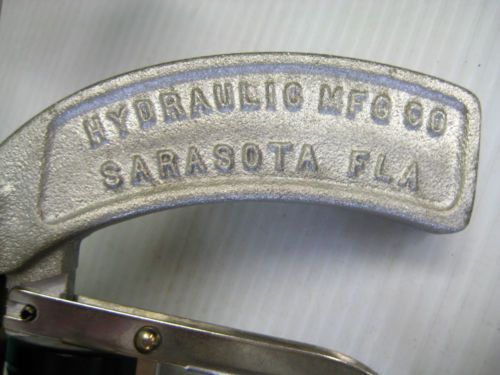 HYDRAULIC MFG CO
SARASOTA FLA